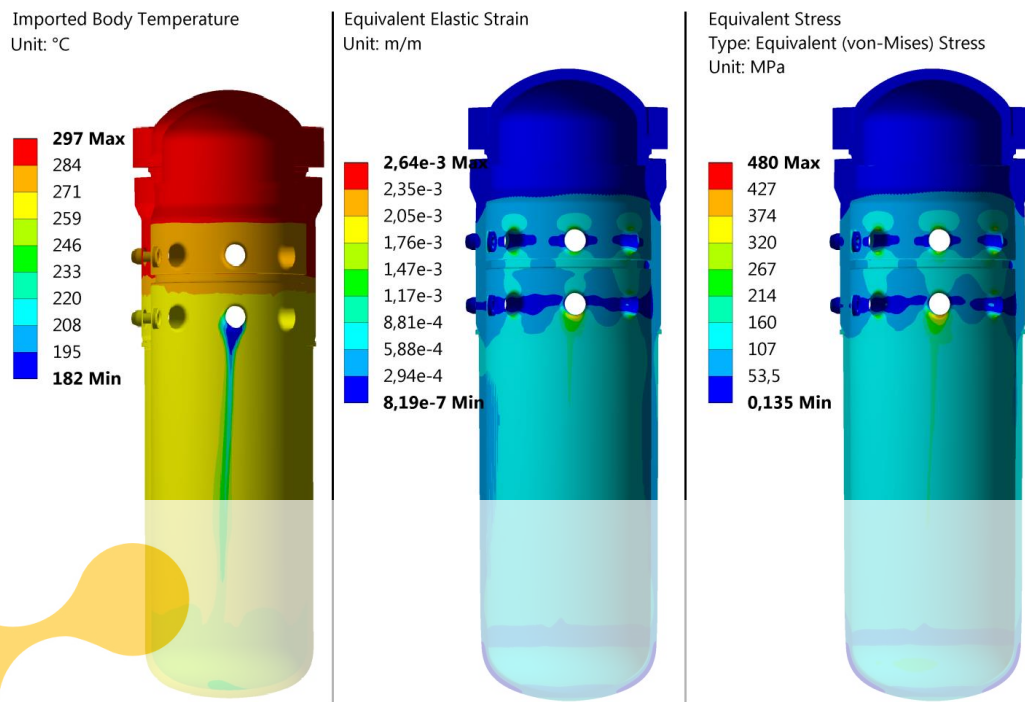 Imported Body Temperature
Unit: °C
297 Max
284
271
259
246
233
220
208
195
182 Min
Equivalent Elastic Strain
Unit: m/m
2,64e-3 Max
2,35e-3
2,05e-3
1,76e-3
1,47e-3
1,17e-3
8,81e-4
5,88e-4
2,94e-4
8,19e-7 Min
Equivalent Stress
Type: Equivalent (von-Mises) Stress
Unit: MPa
480 Max
427
374
320
267
214
160
107
53,5
0,135 Min